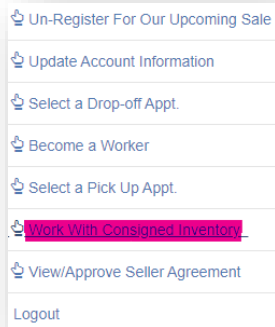 Un-Register For Our Upcoming Sale
Update Account Information
Select a Drop-off Appt.
Become a Worker
Select a Pick Up Appt.
Work With Consigned Inventory
View/Approve Seller Agreement
Logout